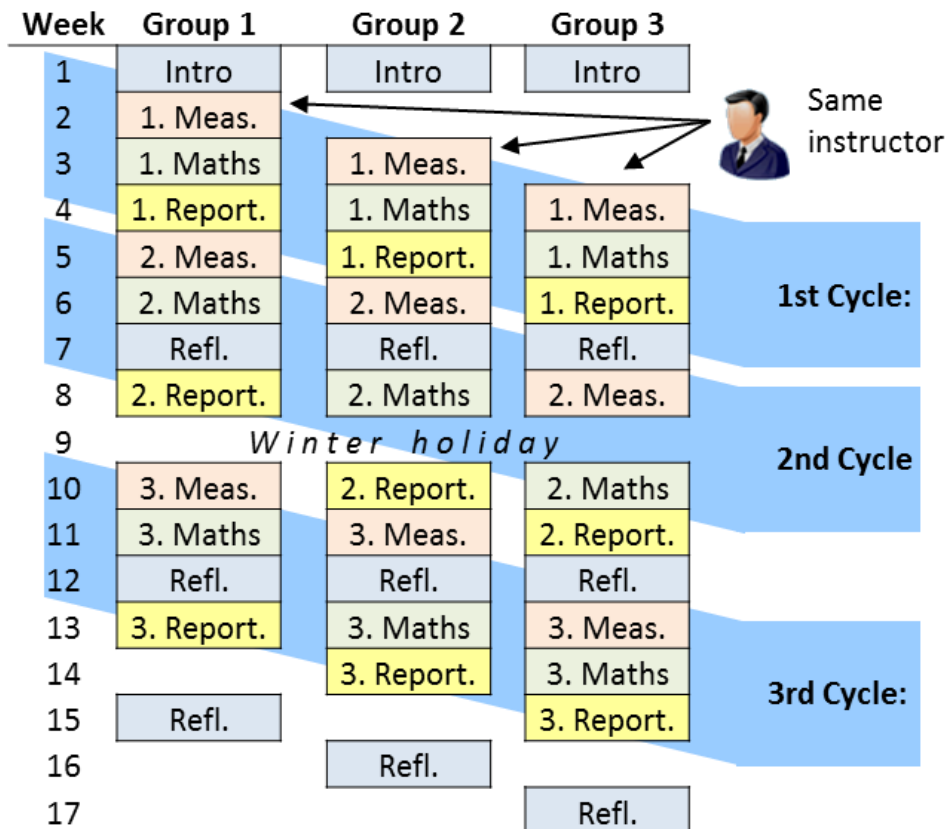 Week Group 1 Group 2 Group 3
1 Intro Intro Intro
2 1. Meas. Same
instructor
3 1. Maths 1. Meas.
4 1. Report. 1. Maths 1. Meas.
5 2. Meas. 1. Report. 1. Maths
6 2. Maths 2. Meas. 1. Report. 1st Cycle:
7 Refl. Refl. Refl.
8 2. Report. 2. Maths 2. Meas.
9 Winter holiday 2nd Cycle
10 3. Meas. 2. Report. 2. Maths
11 3. Maths 3. Meas. 2. Report.
12 Refl. Refl. Refl.
13 3. Report. 3. Maths 3. Meas.
14 3. Report. 3. Maths 3rd Cycle:
15 Refl. 3. Report.
16 Refl.
17 Refl.